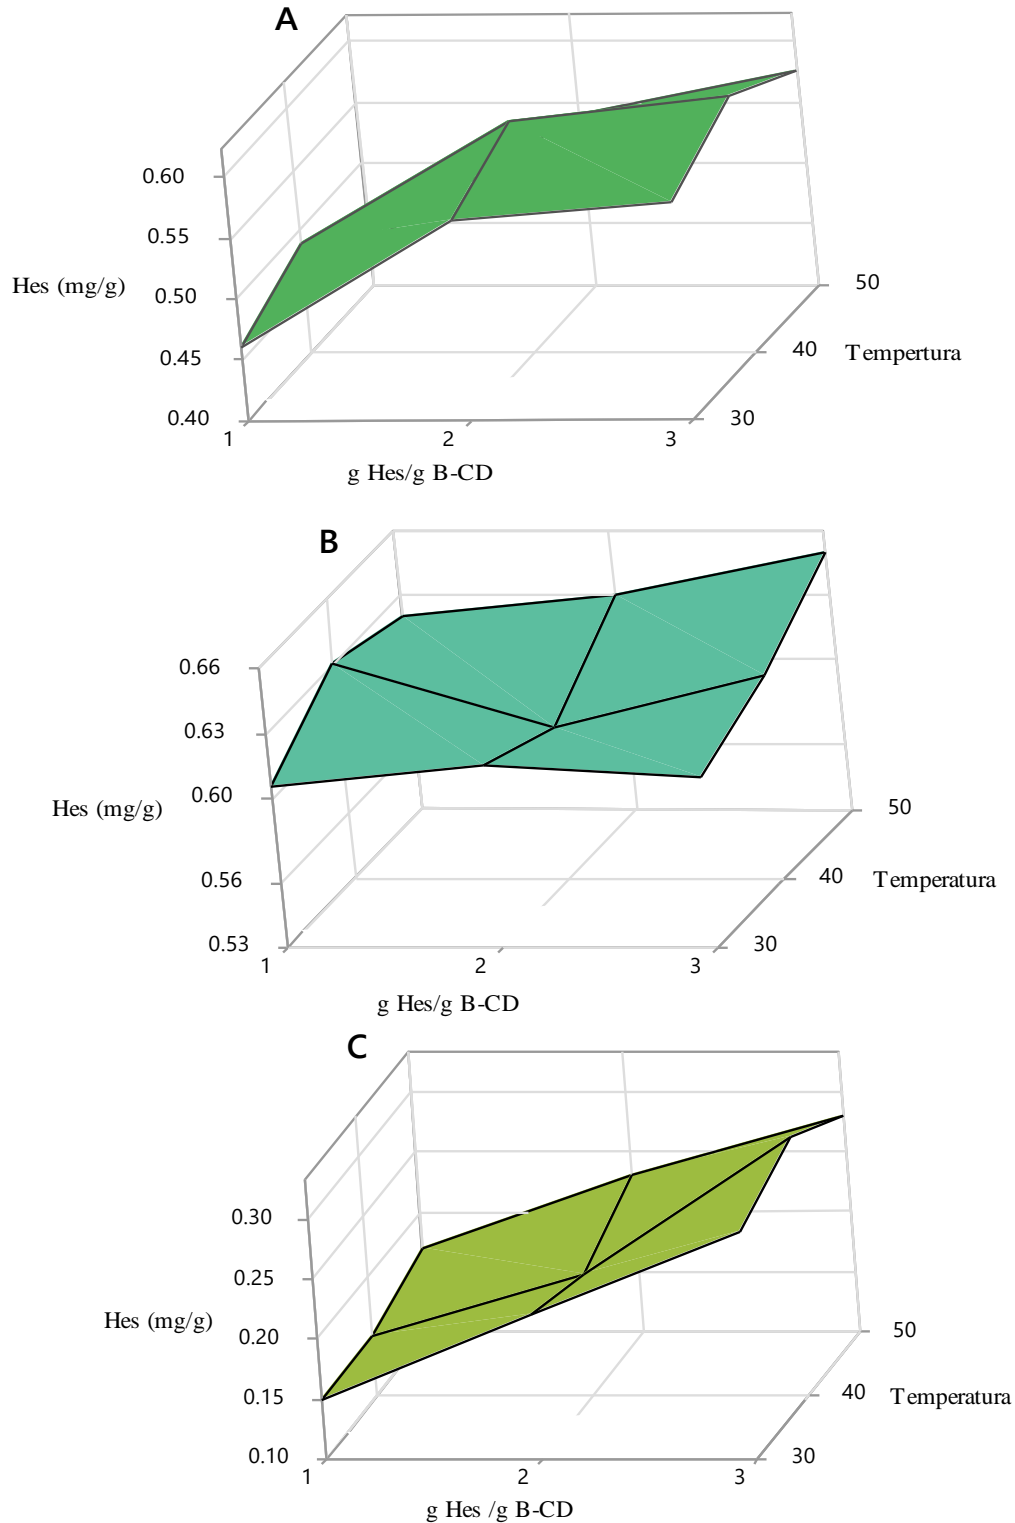 A
0.60
0.55
Hes (mg/g)
0.50
50
0.45
40
Tempertura
0.40
30
1
2
3
g Hes/g B-CD
B
0.66
0.63
0.60
Hes (mg/g)
50
0.56
40
Temperatura
0.53
30
1
2
3
g Hes/g B-CD
C
0.30
0.25
Hes (mg/g)
0.20
50
0.15
40
Temperatura
0.10
30
1
2
3
g Hes /g B-CD